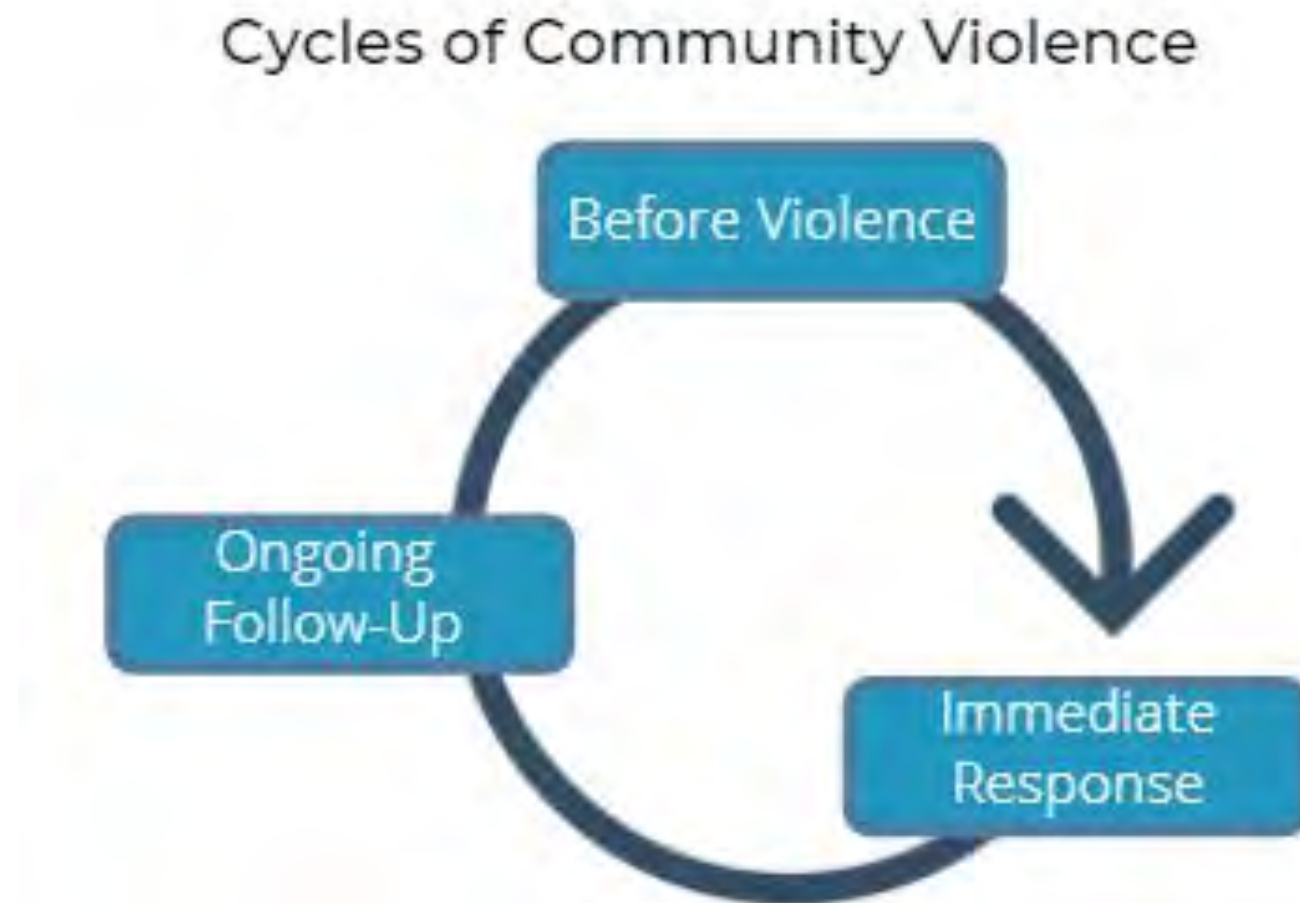 Cycles of Community Violence
Before Violence
Ongoing
Follow-Up
Immediate
Response